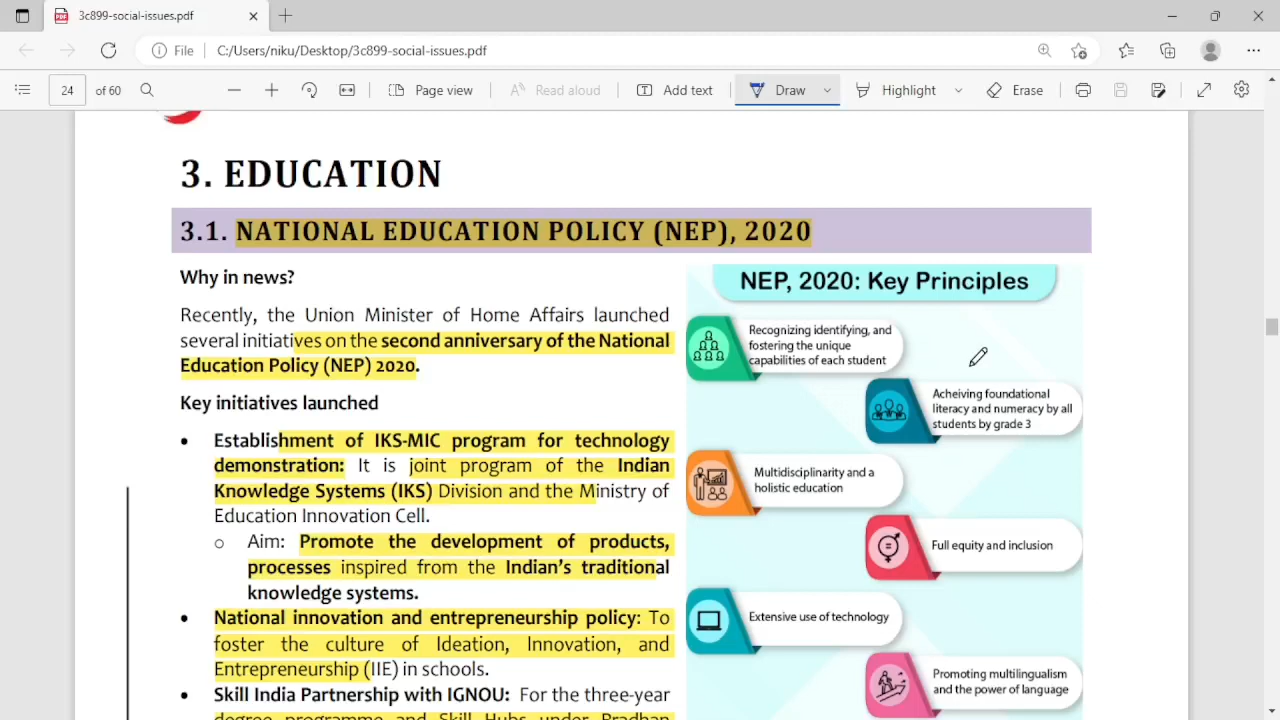 3c899-social-issues.pdf
File
C:/Users/niku/Desktop/3c899-social-issues.pdf
24
of 60
Page view
Read aloud
Add text
Draw
Highlight
Erase
3. EDUCATION
3.1. NATIONAL EDUCATION POLICY (NEP), 2020
Why in news?
Recently, the Union Minister of Home Affairs launched
several initiatives on the second anniversary of the National
Education Policy (NEP) 2020.
Key initiatives launched
• Establishment of IKS-MIC program for technology
demonstration: It is joint program of the Indian
Knowledge Systems (IKS) Division and the Ministry of
Education Innovation Cell.
o Aim: Promote the development of products,
processes inspired from the Indian's traditional
knowledge systems.
• National innovation and entrepreneurship policy: To
foster the culture of Ideation, Innovation, and
Entrepreneurship (IIE) in schools.
• Skill India Partnership with IGNOU: For the three-year
degree programme and Skill Hubs under Pradhan
NEP, 2020: Key Principles
Recognizing identifying, and
fostering the unique
capabilities of each student
Acheiving foundational
literacy and numeracy by all
students by grade 3
Multidisciplinarity and a
holistic education
Full equity and inclusion
Extensive use of technology
Promoting multilingualism
and the power of language